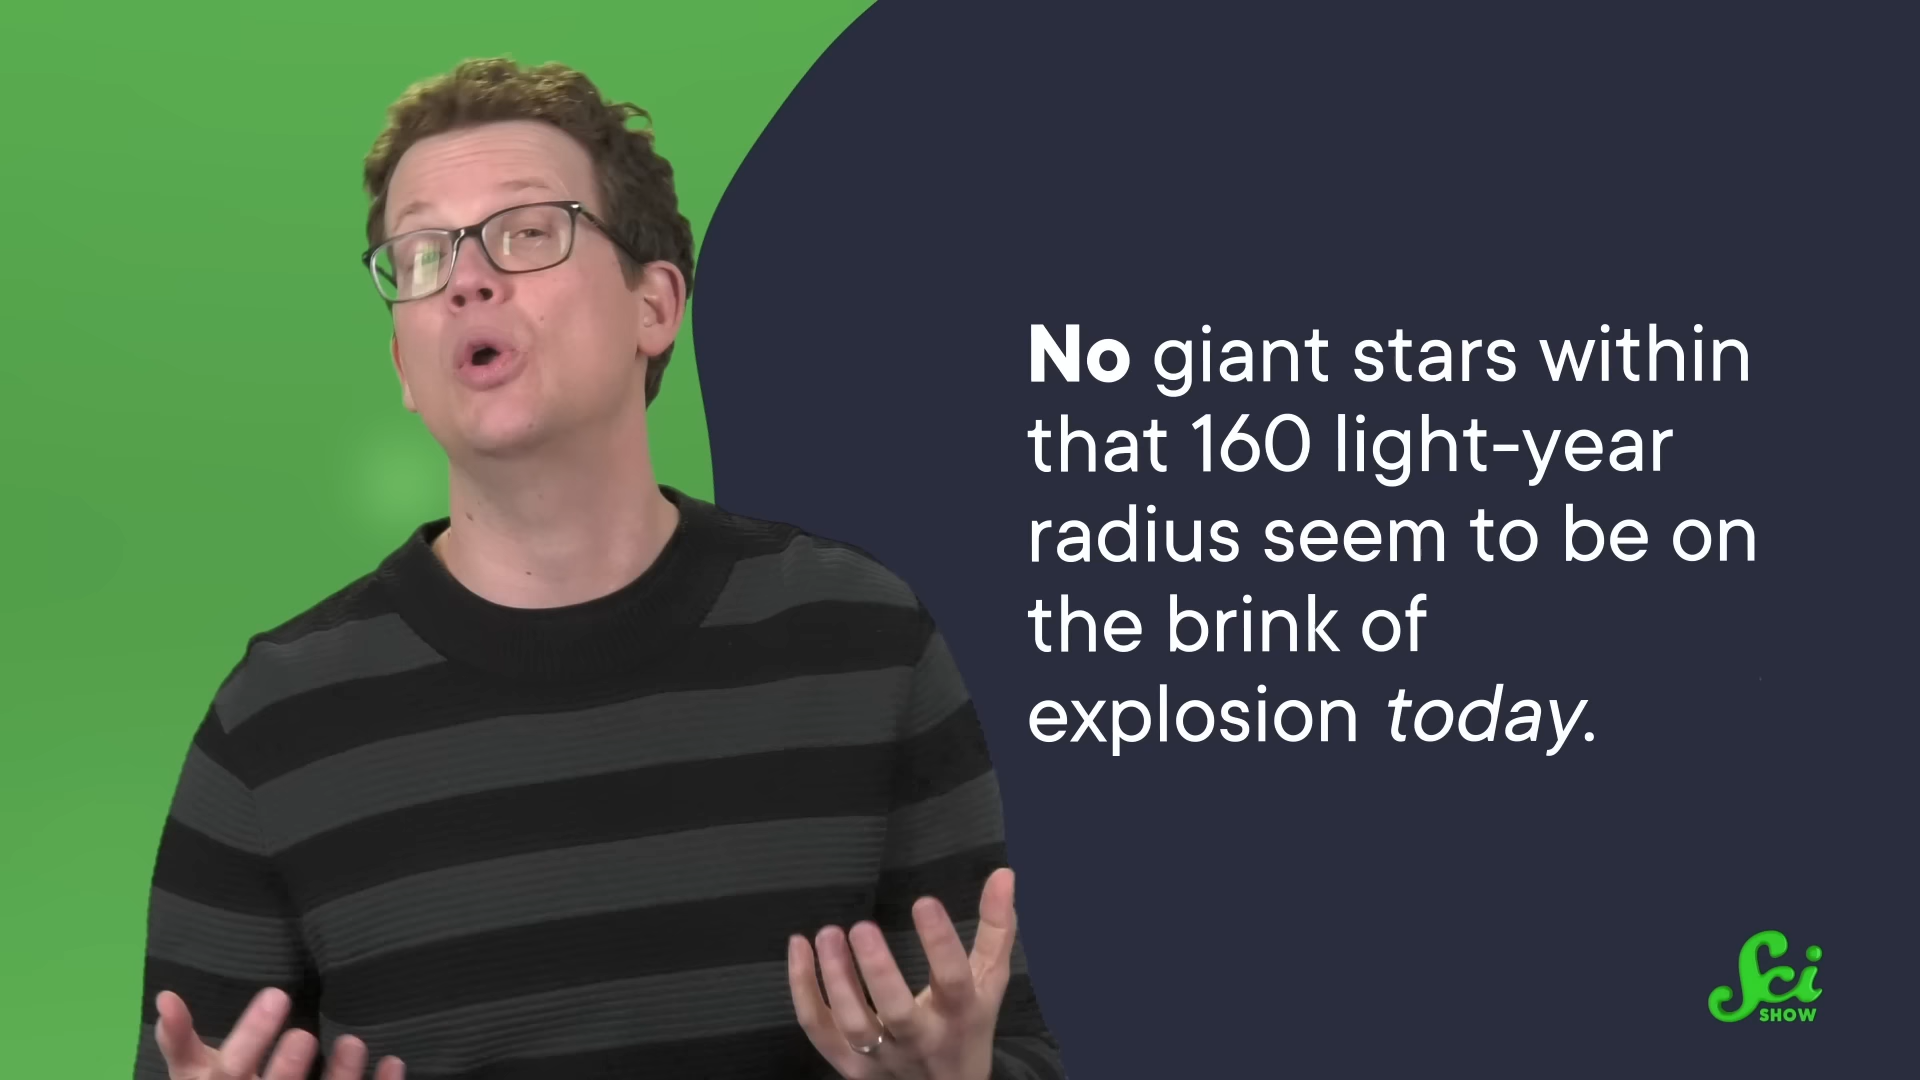 No giant stars within
that 160 light-year
radius seem to be on
the brink of
explosion today.
Sci
SHOW